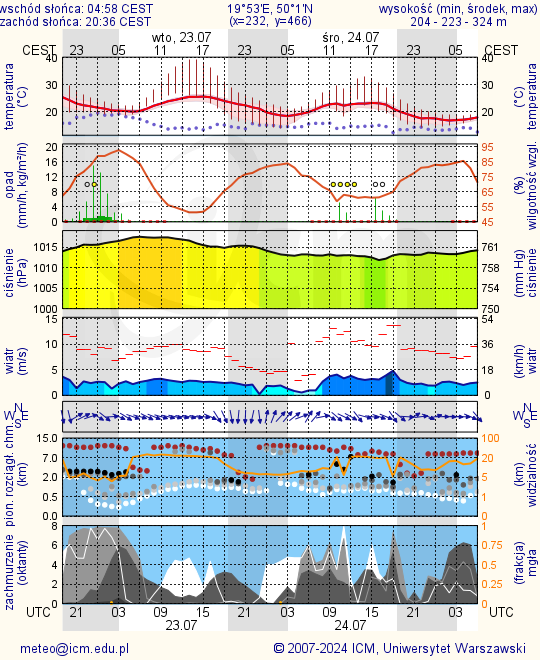 wschód słońca: 04:58 CEST 19°53'E, 50°1'N wysokość (min, środek, max)
zachód słońca: 20:36 CEST (x=232, y=466) 204 - 223 - 324 m
wto, 23.07 śro, 24.07
CEST 23 05 11 17 23 05 11 17 23 05 CEST
temperatura (°C) 40 30 20 40 30 20 (°C) temperatura
opad (mm/h, kg/m²/h) 20 16 12 8 4 0 95 85 75 65 55 45 (%) wilgotność wzgl.
ciśnienie (hPa) 1015 1010 1005 1000 761 758 754 750 (mm Hg) ciśnienie
wiatr (m/s) 15 10 5 0 54 36 18 0 (km/h) wiatr
N W E S N W E S
pion. rozciągł. chm. (km) 15.0 7.0 2.0 0.5 0.0 100 20 5 1 0 (km) widzialność
zachmurzenie (oktanty) 8 6 4 2 0 1 0.75 0.5 0.25 0 (frakcja) mgła
UTC 21 03 09 15 21 03 09 15 21 03 UTC
23.07 24.07
meteo@icm.edu.pl © 2007-2024 ICM, Uniwersytet Warszawski